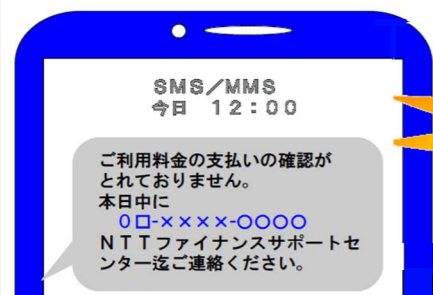 SMS／MMS
今日　１２：００
ご利用料金の支払いの確認が
とれておりません。
本日中に
０□-××××-○○○○
ＮＴＴファイナンスサポートセ
ンター迄ご連絡ください。